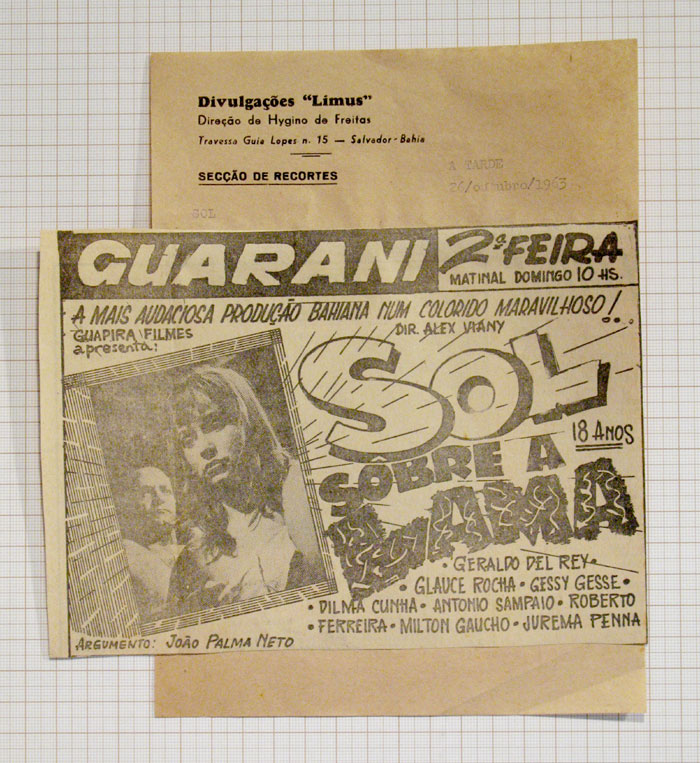 Divulgações "Limus"
Direção de Hygino de Freitas
Travessa Guia Lopes n. 15 — Salvador-Bahia
SECÇÃO DE RECORTES
A TARDE
26/outubro/1963
SOL
GUARANI 2ª FEIRA
MATINAL DOMINGO 10 HS.
A MAIS AUDACIOSA PRODUÇÃO BAHIANA NUM COLORIDO MARAVILHOSO!...
GUAPIRA FILMES
apresenta:
DIR. ALEX VIANY
SOL
18 ANOS
SÔBRE A
LAMA
• GERALDO DEL REY •
• GLAUCE ROCHA • GESSY GESSE •
• DILMA CUNHA • ANTONIO SAMPAIO • ROBERTO
• FERREIRA • MILTON GAUCHO • JUREMA PENNA
ARGUMENTO: JOÃO PALMA NETO